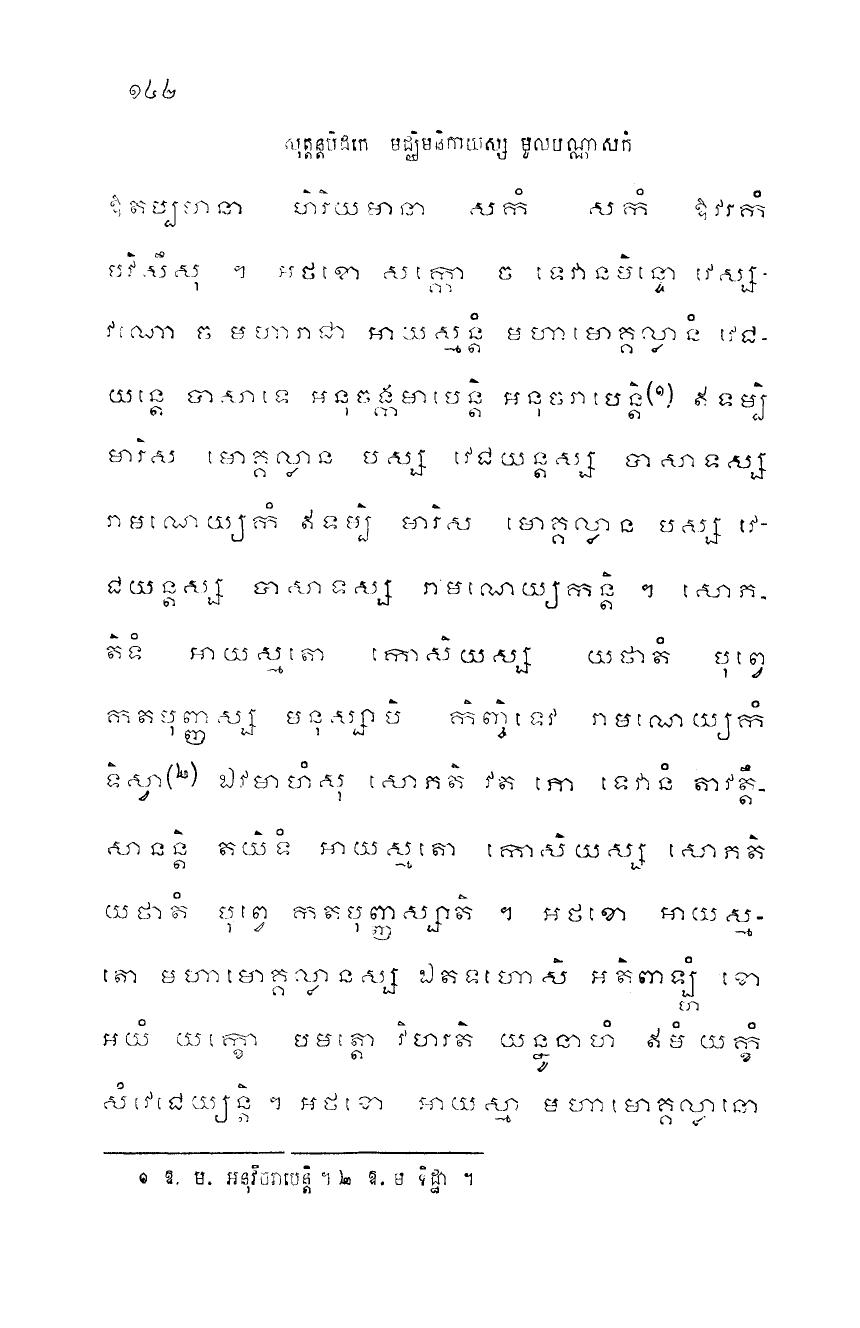 ១៤២
សុត្តន្តបិដកេ មជ្ឈិមនិកាយស្ស មូលបណ្ណាសកំ
ឱតប្បមានា ហិរិយមានា សកំ សកំ ឱវរកំ
បវិសឹសុ ។ អថខោ សក្កោ ច ទេវានមិន្ទោ វេស្ស-
វណោ ច មហារាជា អាយស្មន្តំ មហាមោគ្គល្លានំ វេជ-
យន្តេ បាសាទេ អនុចង្កមាបេន្តិ អនុចរាបេន្តិ(១) ឥទម្បិ
មារិស មោគ្គល្លាន បស្ស វេជយន្តស្ស បាសាទស្ស
រាមណេយ្យកំ ឥទម្បិ មារិស មោគ្គល្លាន បស្ស វេ-
ជយន្តស្ស បាសាទស្ស រាមណេយ្យកន្តិ ។ សោភ-
តិទំ អាយស្មតោ កោសិយស្ស យថាតំ បុព្វេ
កតបុញ្ញស្ស មនុស្សាបិ កិញ្ចិទេវ រាមណេយ្យកំ
ទិស្វា(២) ឯវមាហំសុ សោភតិ វត ភោ ទេវានំ តាវត្តឹ-
សានន្តិ តយិទំ អាយស្មតោ កោសិយស្ស សោភតិ
យថាតំ បុព្វេ កតបុញ្ញស្សាតិ ។ អថខោ អាយស្ម-
តោ មហាមោគ្គល្លានស្ស ឯតទហោសិ អតិពាឡ្ហំ ខោ
អយំ យក្ខោ បមត្តោ វិហរតិ យន្នូនាហំ ឥមំ យក្ខំ
សំវេជេយ្យន្តិ ។ អថខោ អាយស្មា មហាមោគ្គល្លានោ
១ ឱ. ម. អនុវិចរាបេន្តិ ។ ២ ឱ. ម ទិដ្ឋា ។